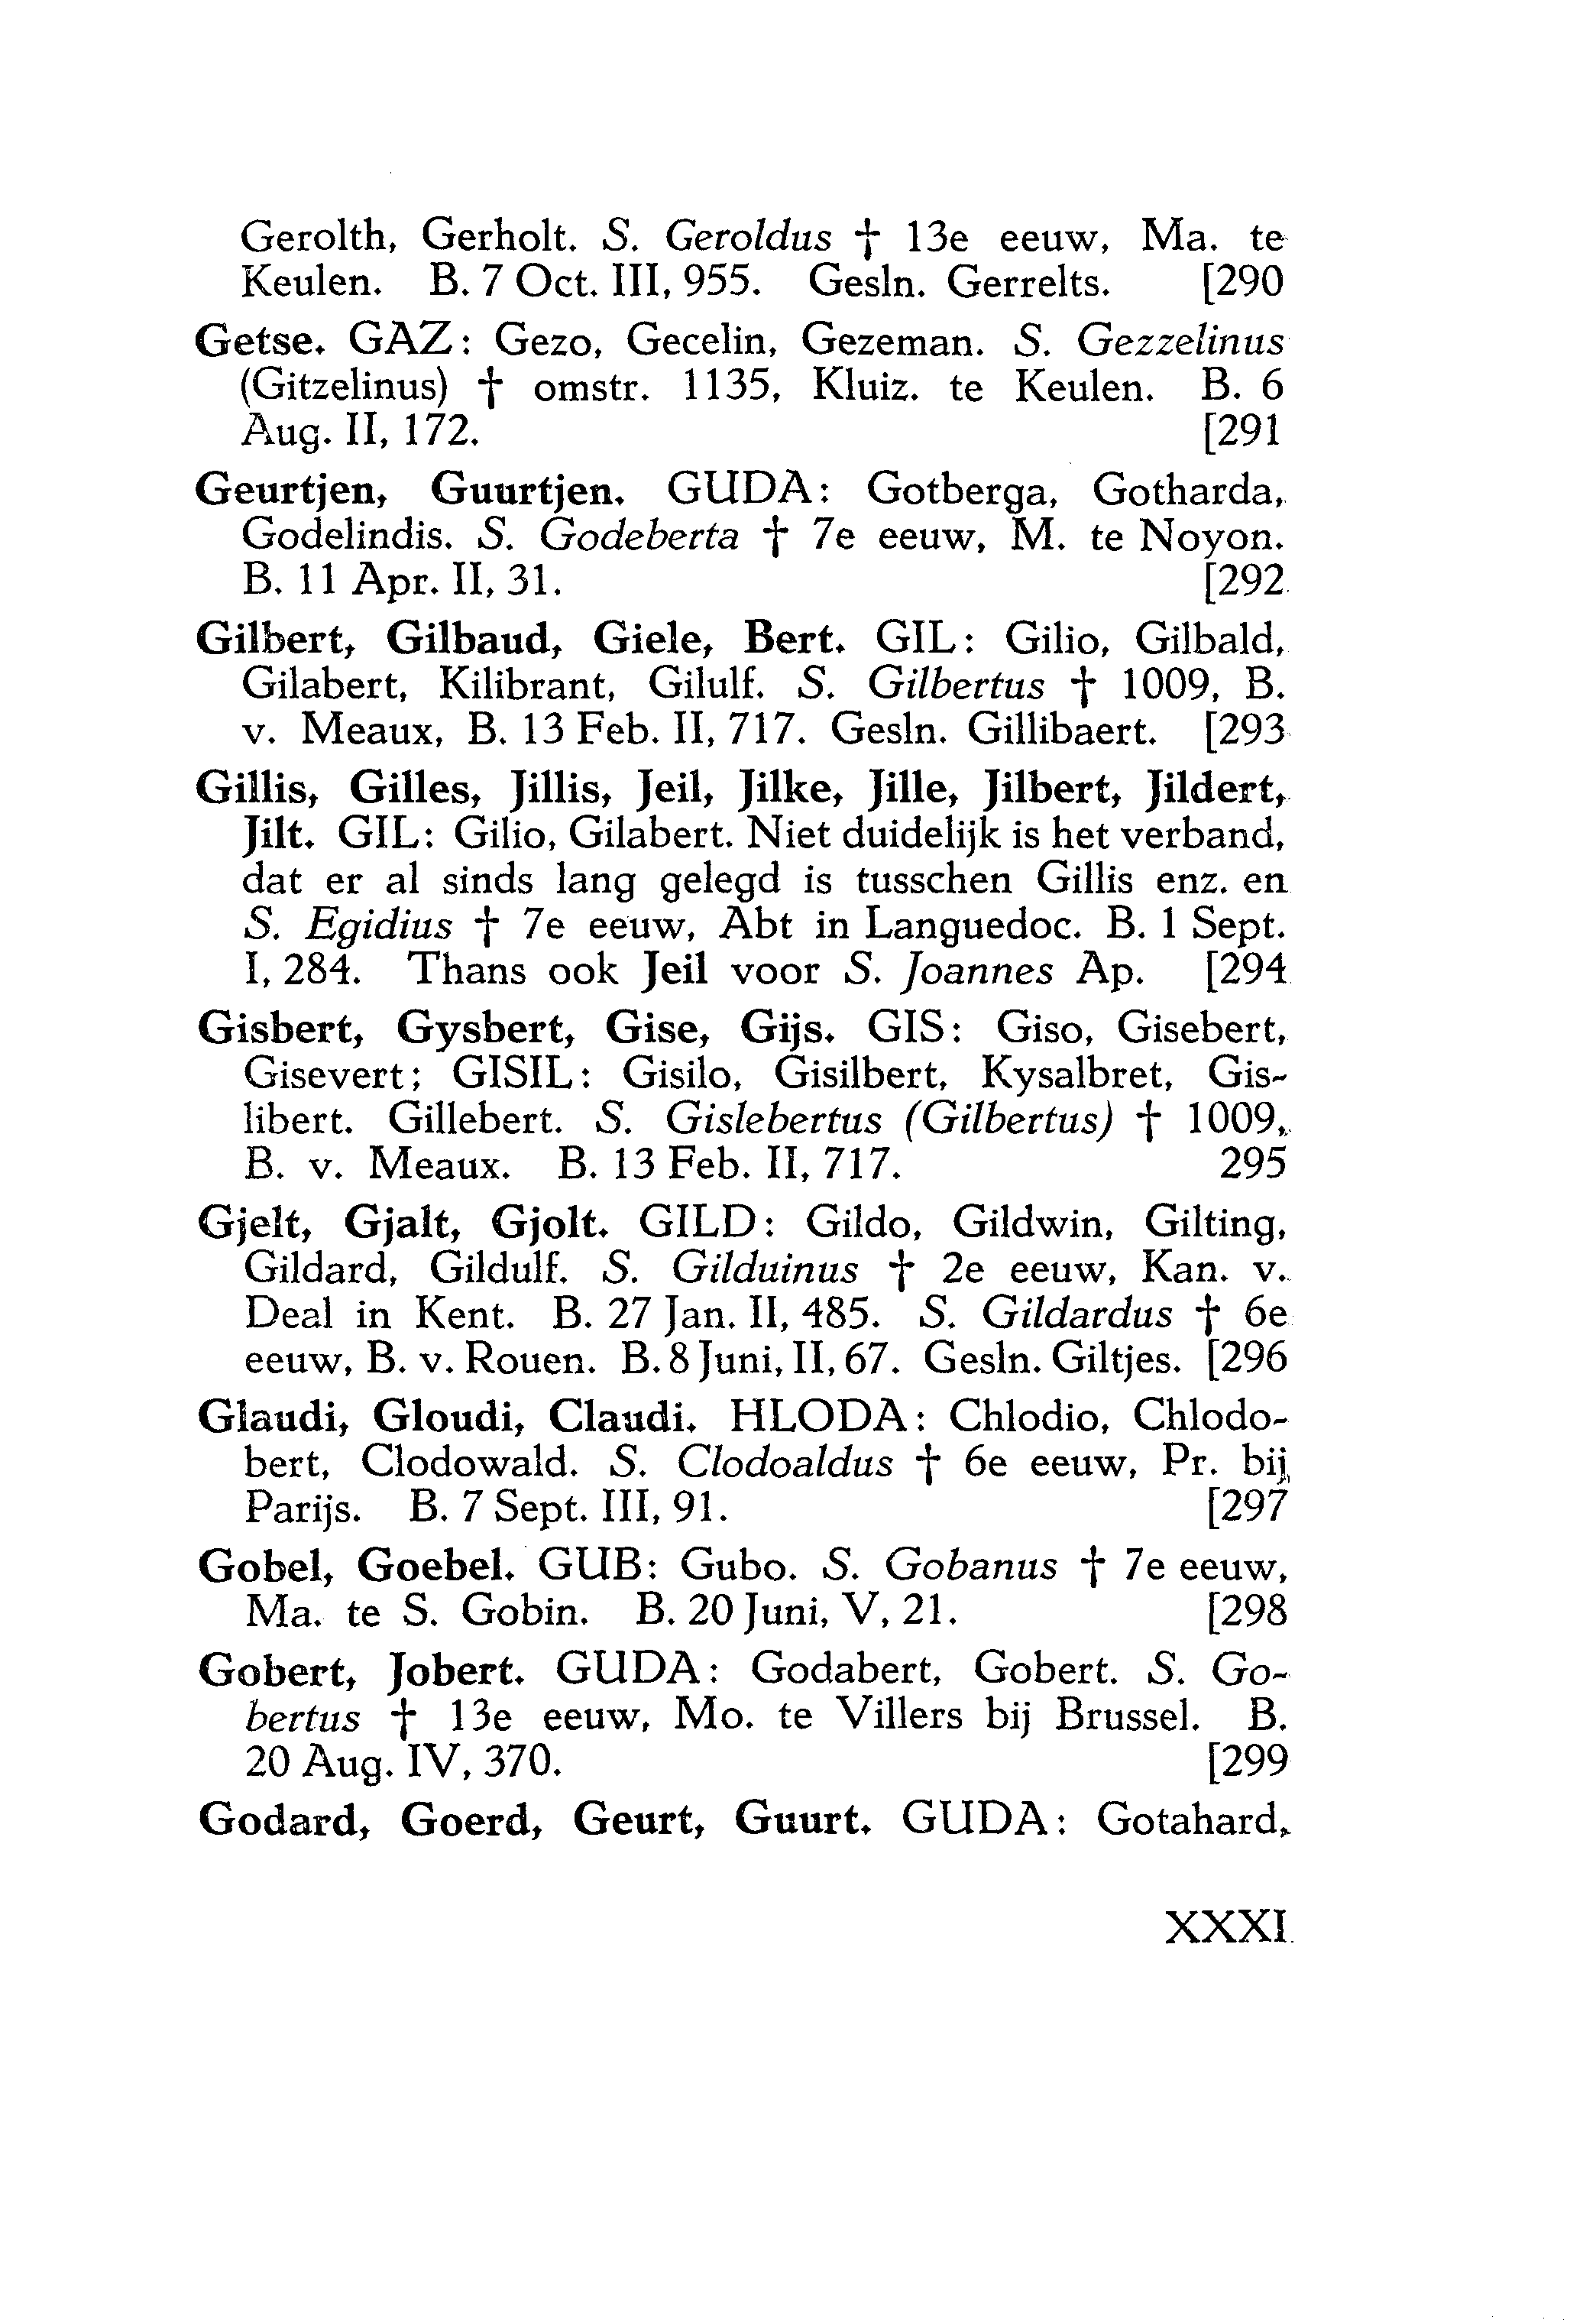 Gerolth, Gerholt. S. Geroldus † 13e eeuw, Ma. te
Keulen. B. 7 Oct. III, 955. Gesln. Gerrelts. [290
Getse. GAZ: Gezo, Gecelin, Gezeman. S. Gezzelinus
(Gitzelinus) † omstr. 1135, Kluiz. te Keulen. B. 6
Aug. II, 172. [291
Geurtjen, Guurtjen. GUDA: Gotberga, Gotharda,
Godelindis. S. Godeberta † 7e eeuw, M. te Noyon.
B. 11 Apr. II, 31. [292
Gilbert, Gilbaud, Giele, Bert. GIL: Gilio, Gilbald,
Gilabert, Kilibrant, Gilulf. S. Gilbertus † 1009, B.
v. Meaux, B. 13 Feb. II, 717. Gesln. Gillibaert. [293
Gillis, Gilles, Jillis, Jeil, Jilke, Jille, Jilbert, Jildert,
Jilt. GIL: Gilio, Gilabert. Niet duidelijk is het verband,
dat er al sinds lang gelegd is tusschen Gillis enz. en
S. Egidius † 7e eeuw, Abt in Languedoc. B. 1 Sept.
I, 284. Thans ook Jeil voor S. Joannes Ap. [294
Gisbert, Gysbert, Gise, Gijs. GIS: Giso, Gisebert,
Gisevert; GISIL: Gisilo, Gisilbert, Kysalbret, Gis-
libert. Gillebert. S. Gislebertus (Gilbertus) † 1009,
B. v. Meaux. B. 13 Feb. II, 717. 295
Gjelt, Gjalt, Gjolt. GILD: Gildo, Gildwin, Gilting,
Gildard, Gildulf. S. Gilduinus † 2e eeuw, Kan. v.
Deal in Kent. B. 27 Jan. II, 485. S. Gildardus † 6e
eeuw, B. v. Rouen. B. 8 Juni, II, 67. Gesln. Giltjes. [296
Glaudi, Gloudi, Claudi. HLODA: Chlodio, Chlodo-
bert, Clodowald. S. Clodoaldus † 6e eeuw, Pr. bij
Parijs. B. 7 Sept. III, 91. [297
Gobel, Goebel. GUB: Gubo. S. Gobanus † 7e eeuw,
Ma. te S. Gobin. B. 20 Juni, V, 21. [298
Gobert, Jobert. GUDA: Godabert, Gobert. S. Go-
bertus † 13e eeuw, Mo. te Villers bij Brussel. B.
20 Aug. IV, 370. [299
Godard, Goerd, Geurt, Guurt. GUDA: Gotahard,
XXXI